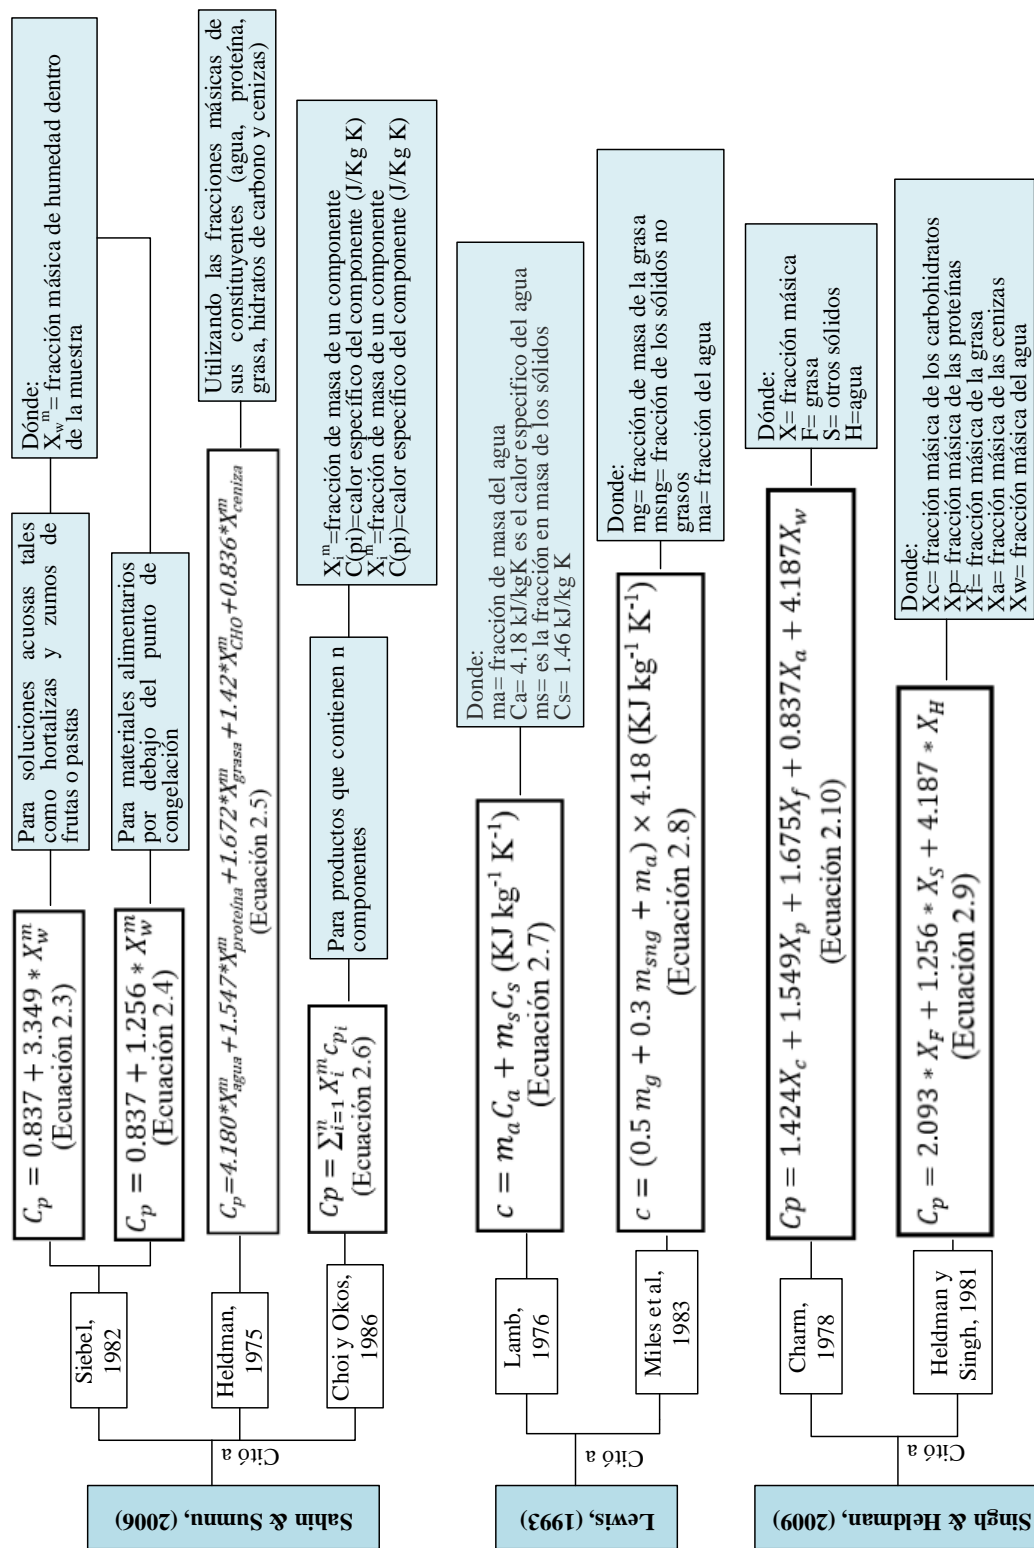 Sahin & Sumnu, (2006)
Citó a
Siebel,
1982
C_p = 0.837 + 3.349 * X_w^m
(Ecuación 2.3)
Para soluciones acuosas tales
como hortalizas y zumos de
frutas o pastas
Dónde:
X_w^m= fracción másica de humedad dentro
de la muestra
C_p = 0.837 + 1.256 * X_w^m
(Ecuación 2.4)
Para materiales alimentarios
por debajo del punto de
congelación
Heldman,
1975
C_p=4.180*X_agua^m +1.547*X_proteína^m +1.672*X_grasa^m +1.42*X_CHO^m +0.836*X_ceniza^m
(Ecuación 2.5)
Utilizando las fracciones másicas de
sus constituyentes (agua, proteína,
grasa, hidratos de carbono y cenizas)
Choi y Okos,
1986
Cp = ∑_{i=1}^n X_i^m c_{p_i}
(Ecuación 2.6)
Para productos que contienen n
componentes
X_i^m=fracción de masa de un componente
C(pi)=calor específico del componente (J/Kg K)
X_i^m=fracción de masa de un componente
C(pi)=calor específico del componente (J/Kg K)
Lewis, (1993)
Citó a
Lamb,
1976
c = m_a C_a + m_s C_s (KJ kg^-1 K^-1)
(Ecuación 2.7)
Donde:
ma= fracción de masa del agua
Ca= 4.18 kJ/kgK es el calor especifico del agua
ms= es la fracción en masa de los sólidos
Cs= 1.46 kJ/kg K
Miles et al,
1983
c = (0.5 m_g + 0.3 m_sng + m_a) × 4.18 (KJ kg^-1 K^-1)
(Ecuación 2.8)
Donde:
mg= fracción de masa de la grasa
msng= fracción de los sólidos no
grasos
ma= fracción del agua
Singh & Heldman, (2009)
Citó a
Charm,
1978
Cp = 1.424X_c + 1.549X_p + 1.675X_f + 0.837X_a + 4.187X_w
(Ecuación 2.10)
Dónde:
X= fracción másica
F= grasa
S= otros sólidos
H=agua
Heldman y
Singh, 1981
C_p = 2.093 * X_F + 1.256 * X_S + 4.187 * X_H
(Ecuación 2.9)
Donde:
Xc= fracción másica de los carbohidratos
Xp= fracción másica de las proteínas
Xf= fracción másica de la grasa
Xa= fracción másica de las cenizas
Xw= fracción másica del agua